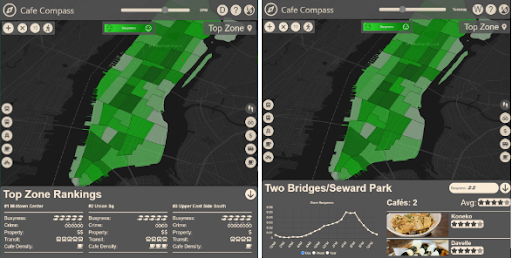 Cafe Compass
D ?
Busyness
Top Zone
Top Zone Rankings
#1 Midtown Center
Busyness:
Crime:
Property: $$
Transit:
Cafe Density:
#2 Union Sq
Busyness:
Crime:
Property: $
Transit:
Cafe Density:
#3 Upper East Side South
Busyness:
Crime:
Property: $$
Transit:
Cafe Density:
Cafe Compass
W ?
Top Zone
Two Bridges/Seward Park
Cafés: 2
Avg:
Koneko
Davelle